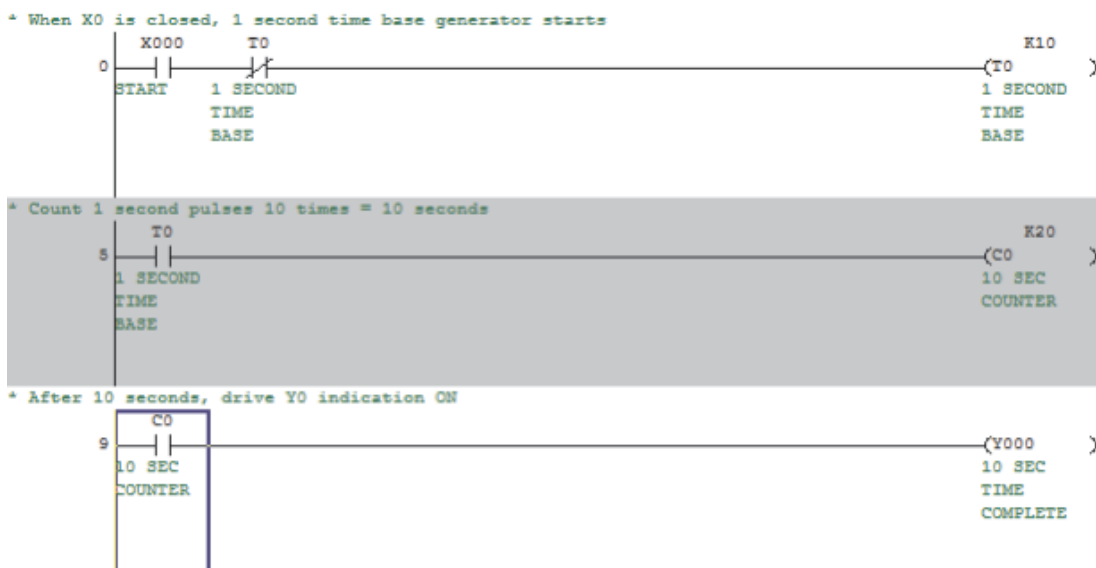 * When X0 is closed, 1 second time base generator starts
X000 T0 K10
0 (T0 )
START 1 SECOND 1 SECOND
TIME TIME
BASE BASE
* Count 1 second pulses 10 times = 10 seconds
T0 K20
5 (C0 )
1 SECOND 10 SEC
TIME COUNTER
BASE
* After 10 seconds, drive Y0 indication ON
C0
9 (Y000 )
10 SEC 10 SEC
COUNTER TIME
COMPLETE